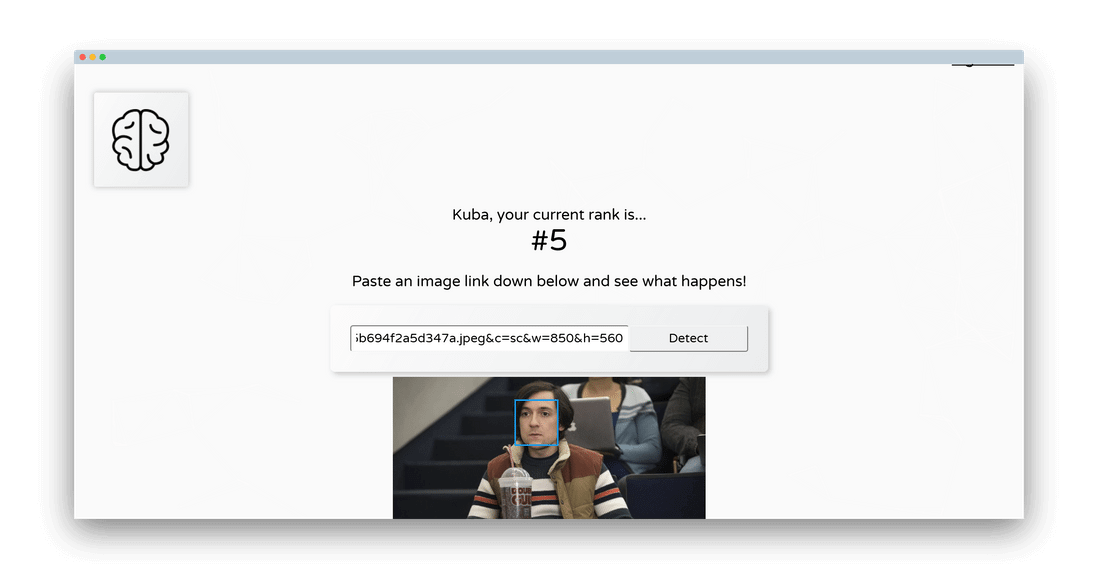 Kuba, your current rank is...
#5
Paste an image link down below and see what happens!
b694f2a5d347a.jpeg&c=sc&w=850&h=560
Detect